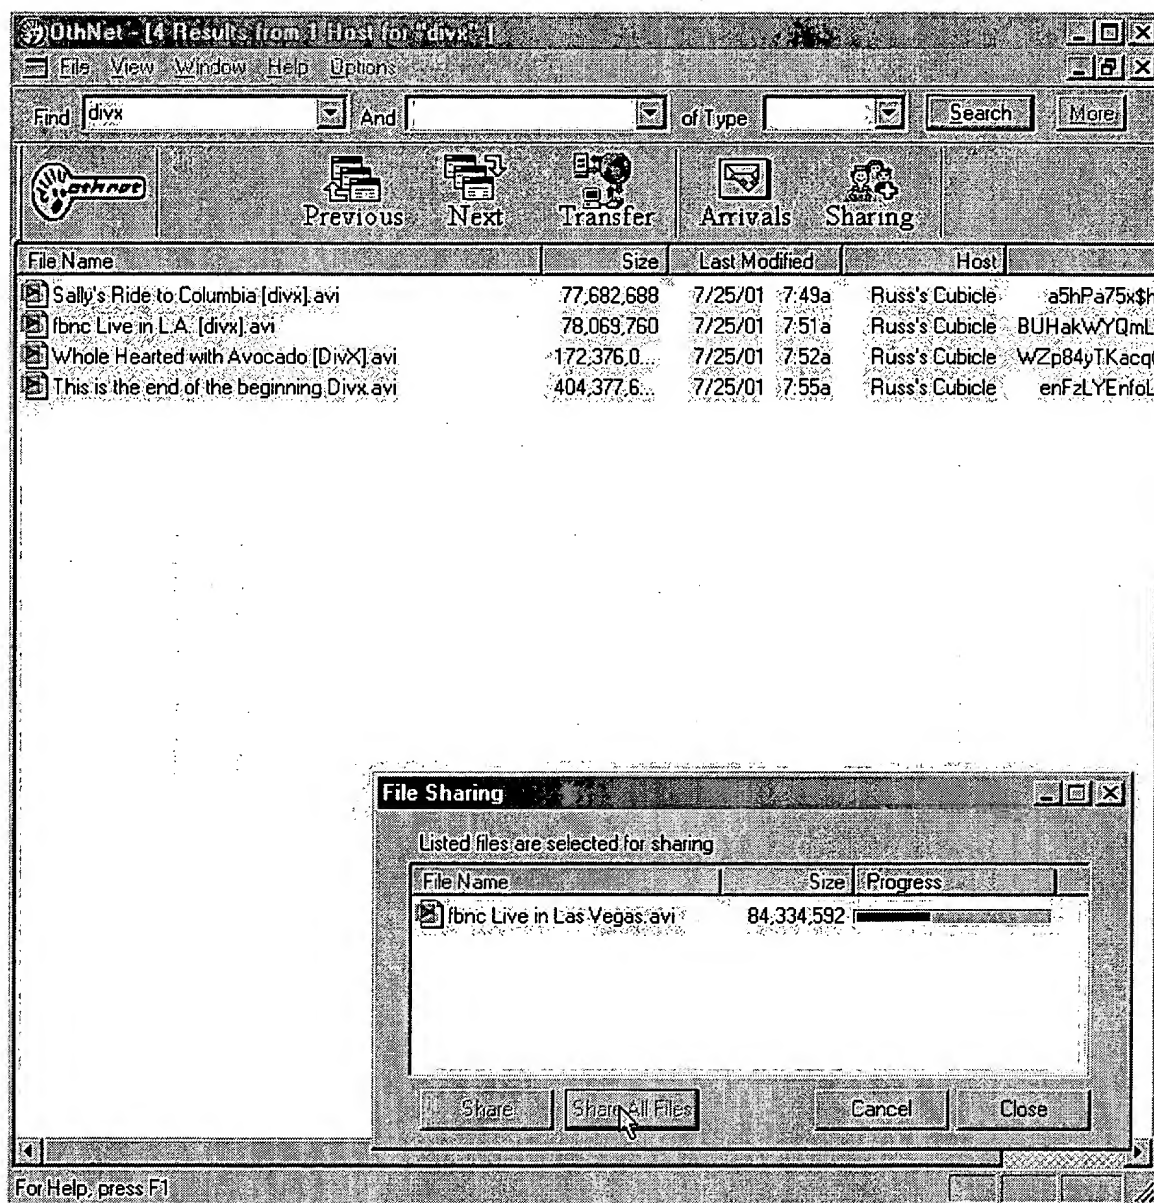 OthNet - [4 Results from 1 Host for "divx" ]
File View Window Help Options
Find divx And of Type Search More
othnet Previous Next Transfer Arrivals Sharing
File Name Size Last Modified Host
Sally's Ride to Columbia [divx].avi 77,682,688 7/25/01 7:49a Russ's Cubicle a5hPa75x$h
fbnc Live in L.A. [divx].avi 78,069,760 7/25/01 7:51a Russ's Cubicle BUHakWYQmL
Whole Hearted with Avocado [DivX].avi 172,376,0... 7/25/01 7:52a Russ's Cubicle WZp84yTKacq
This is the end of the beginning Divx.avi 404,377,6... 7/25/01 7:55a Russ's Cubicle enFzLYEnfoL
File Sharing
Listed files are selected for sharing
File Name Size Progress
fbnc Live in Las Vegas.avi 84,334,592
Share Share All Files Cancel Close
For Help, press F1